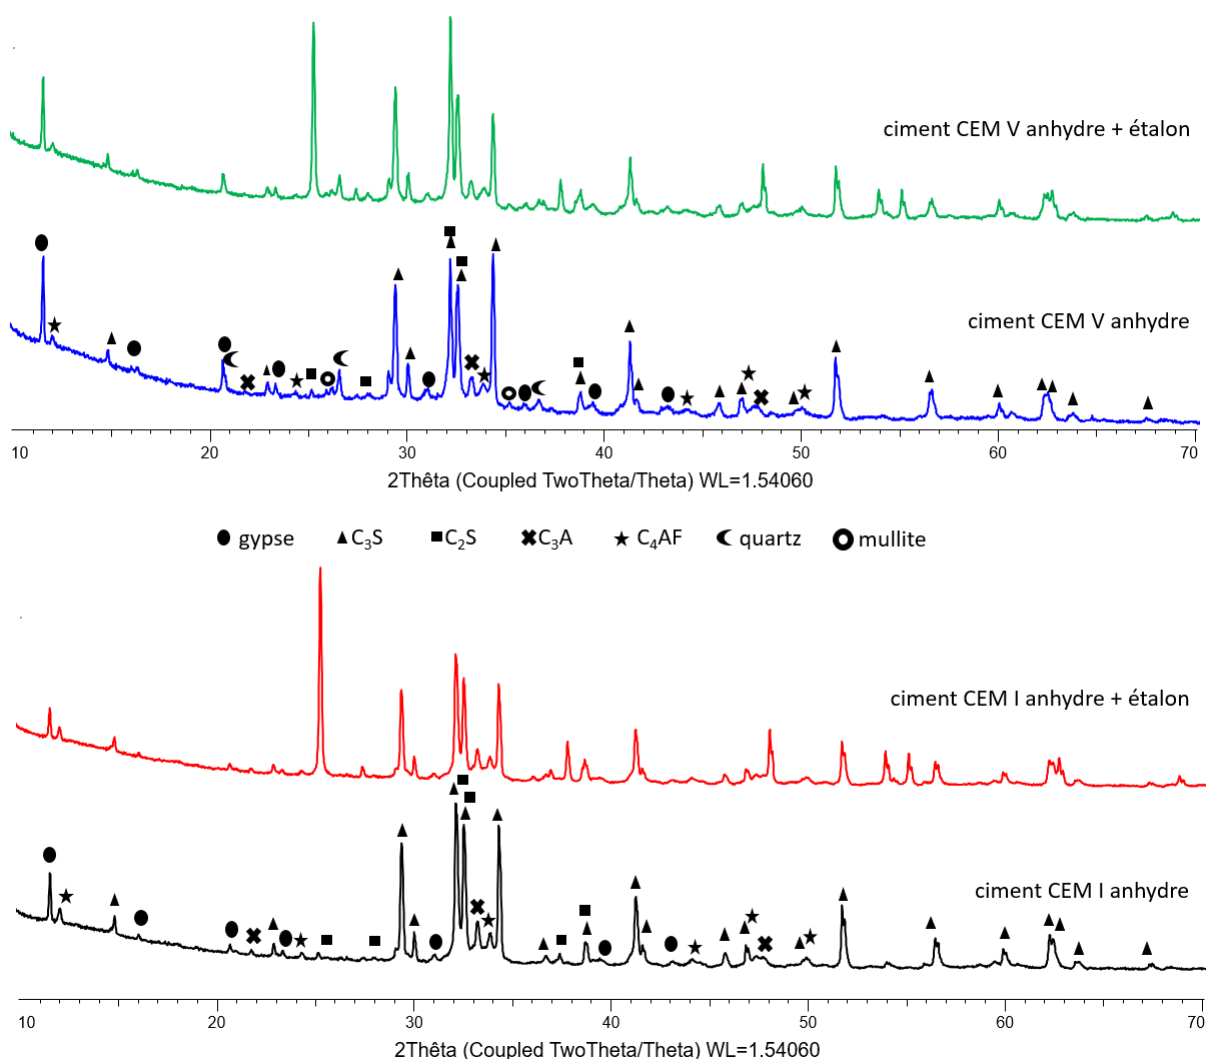 ciment CEM V anhydre + étalon
ciment CEM V anhydre
10 20 30 40 50 60 70
2Thêta (Coupled TwoTheta/Theta) WL=1.54060
gypse C₃S C₂S C₃A C₄AF quartz mullite
ciment CEM I anhydre + étalon
ciment CEM I anhydre
10 20 30 40 50 60 70
2Thêta (Coupled TwoTheta/Theta) WL=1.54060